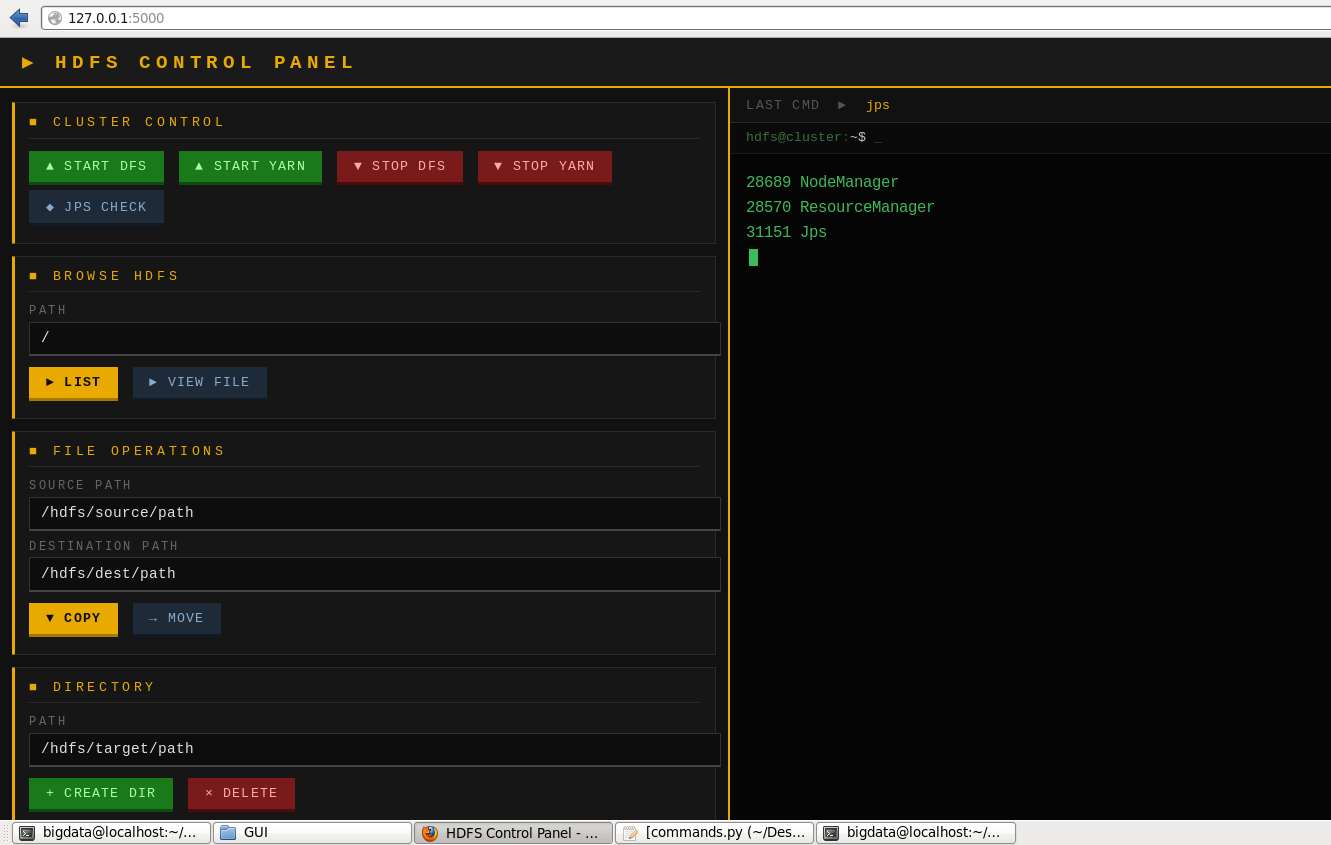 127.0.0.1:5000
► HDFS CONTROL PANEL
■ CLUSTER CONTROL
▲ START DFS
▲ START YARN
▼ STOP DFS
▼ STOP YARN
◆ JPS CHECK
■ BROWSE HDFS
PATH
/
► LIST
► VIEW FILE
■ FILE OPERATIONS
SOURCE PATH
/hdfs/source/path
DESTINATION PATH
/hdfs/dest/path
▼ COPY
→ MOVE
■ DIRECTORY
PATH
/hdfs/target/path
+ CREATE DIR
× DELETE
LAST CMD ► jps
hdfs@cluster:~$ _
28689 NodeManager
28570 ResourceManager
31151 Jps
bigdata@localhost:~/...
GUI
HDFS Control Panel - ...
[commands.py (~/Des...
bigdata@localhost:~/...